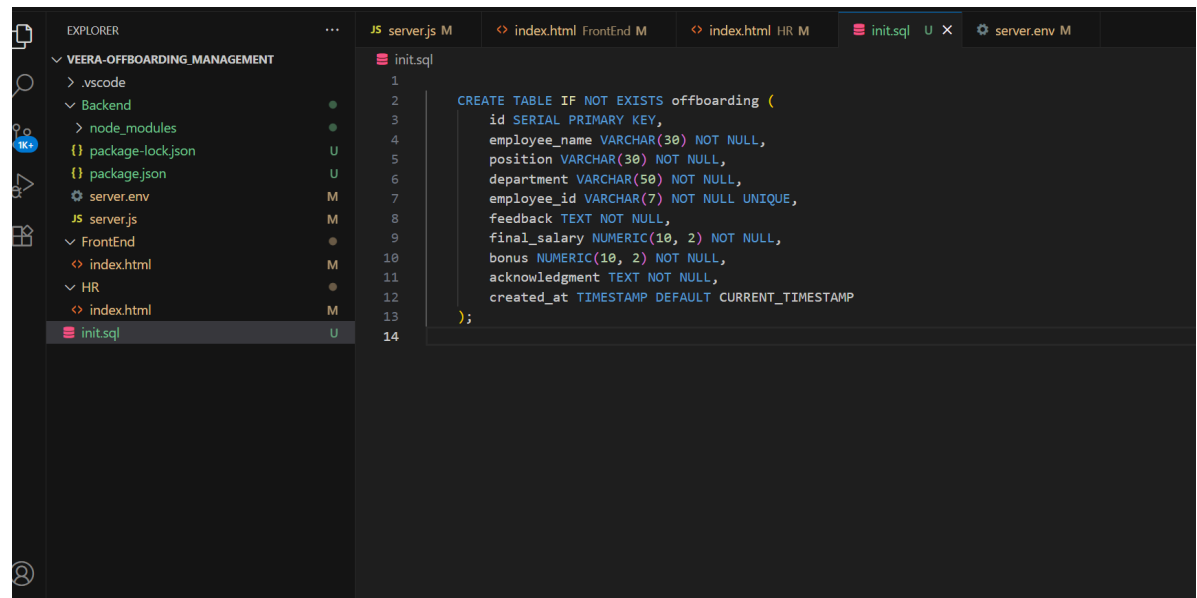 EXPLORER ...
VEERA-OFFBOARDING_MANAGEMENT
.vscode
Backend
node_modules
{} package-lock.json U
{} package.json U
server.env M
JS server.js M
FrontEnd
<> index.html M
HR
<> index.html M
init.sql U
1K+
JS server.js M <> index.html FrontEnd M <> index.html HR M init.sql U X server.env M
init.sql
1
2 CREATE TABLE IF NOT EXISTS offboarding (
3 id SERIAL PRIMARY KEY,
4 employee_name VARCHAR(30) NOT NULL,
5 position VARCHAR(30) NOT NULL,
6 department VARCHAR(50) NOT NULL,
7 employee_id VARCHAR(7) NOT NULL UNIQUE,
8 feedback TEXT NOT NULL,
9 final_salary NUMERIC(10, 2) NOT NULL,
10 bonus NUMERIC(10, 2) NOT NULL,
11 acknowledgment TEXT NOT NULL,
12 created_at TIMESTAMP DEFAULT CURRENT_TIMESTAMP
13 );
14